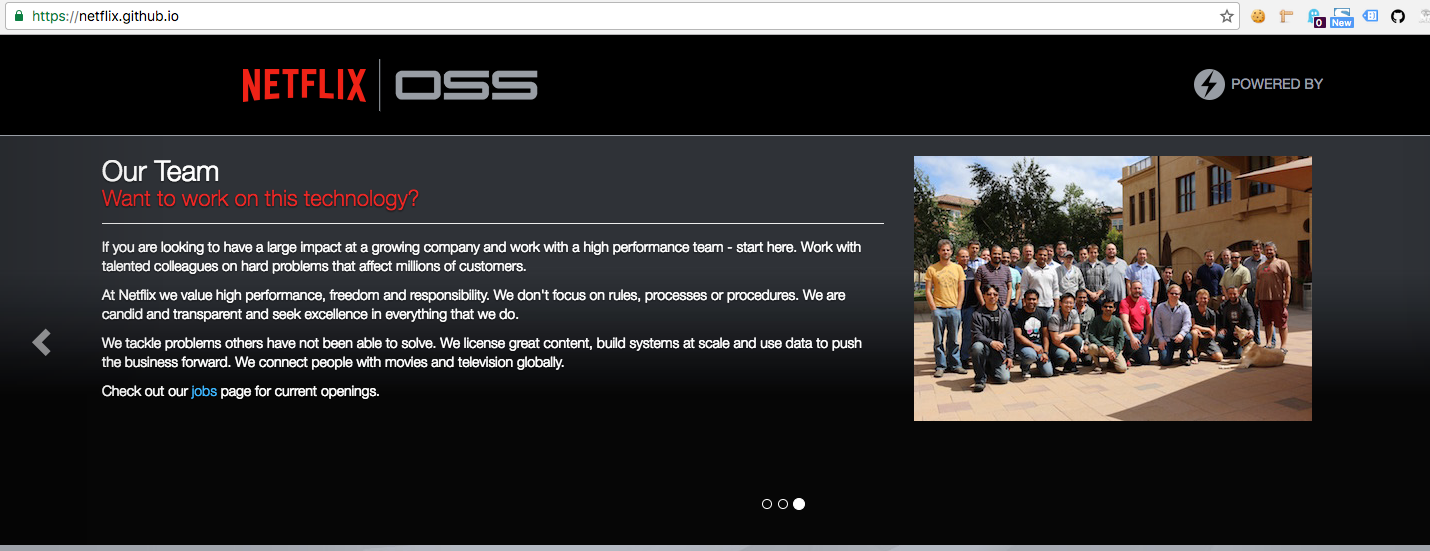 https://netflix.github.io
0
New
NETFLIX OSS
POWERED BY
Our Team
Want to work on this technology?
If you are looking to have a large impact at a growing company and work with a high performance team - start here. Work with
talented colleagues on hard problems that affect millions of customers.
At Netflix we value high performance, freedom and responsibility. We don't focus on rules, processes or procedures. We are
candid and transparent and seek excellence in everything that we do.
We tackle problems others have not been able to solve. We license great content, build systems at scale and use data to push
the business forward. We connect people with movies and television globally.
Check out our jobs page for current openings.